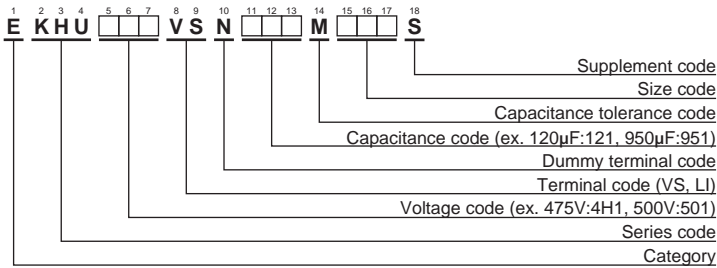 1 2 3 4 5 6 7 8 9 10 11 12 13 14 15 16 17 18
E K H U □ □ □ V S N □ □ □ M □ □ □ S
Supplement code
Size code
Capacitance tolerance code
Capacitance code (ex. 120μF:121, 950μF:951)
Dummy terminal code
Terminal code (VS, LI)
Voltage code (ex. 475V:4H1, 500V:501)
Series code
Category